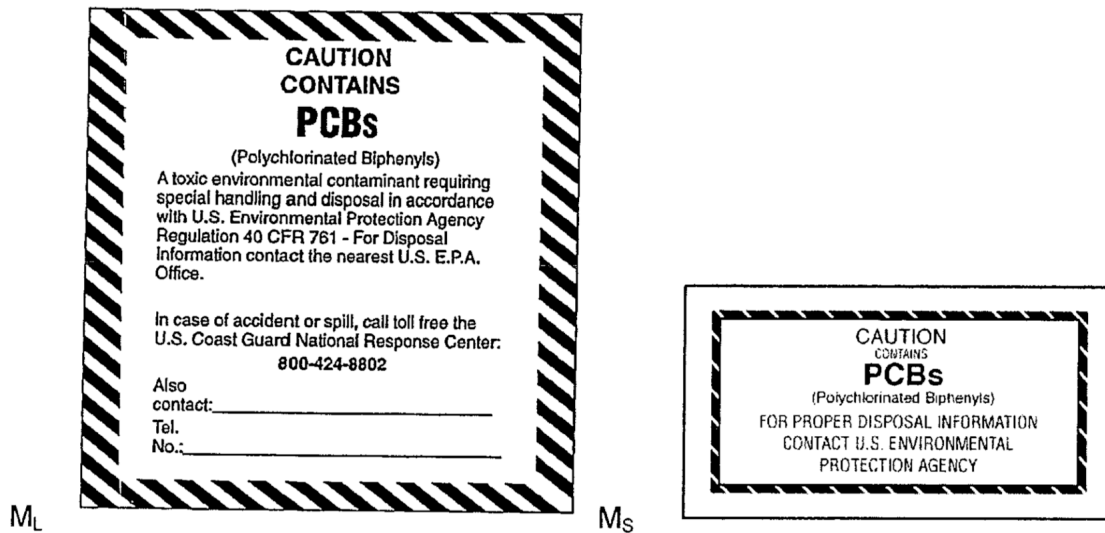 CAUTION
CONTAINS
PCBs
(Polychlorinated Biphenyls)
A toxic environmental contaminant requiring
special handling and disposal in accordance
with U.S. Environmental Protection Agency
Regulation 40 CFR 761 - For Disposal
Information contact the nearest U.S. E.P.A.
Office.
In case of accident or spill, call toll free the
U.S. Coast Guard National Response Center:
800-424-8802
Also
contact:
Tel.
No.:
ML
CAUTION
CONTAINS
PCBs
(Polychlorinated Biphenyls)
FOR PROPER DISPOSAL INFORMATION
CONTACT U.S. ENVIRONMENTAL
PROTECTION AGENCY
MS